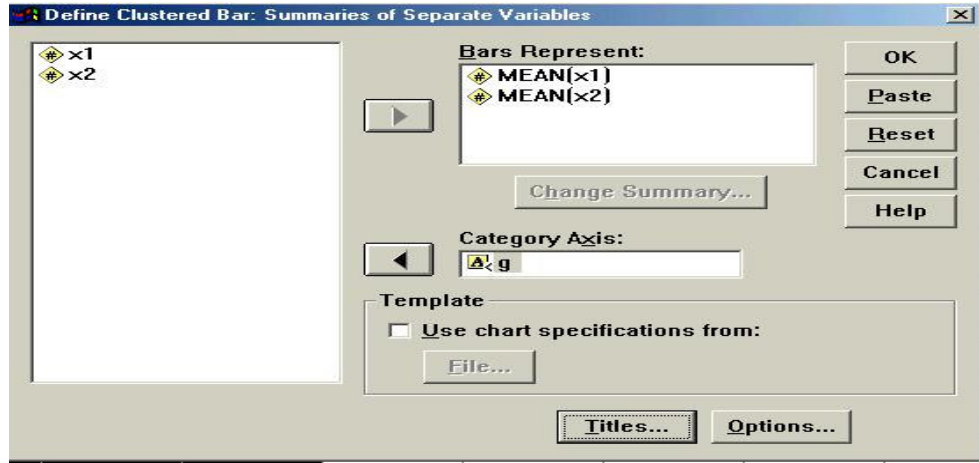 Define Clustered Bar: Summaries of Separate Variables
x1
x2
Bars Represent:
MEAN(x1)
MEAN(x2)
Change Summary...
Category Axis:
g
Template
Use chart specifications from:
File...
Titles...
Options...
OK
Paste
Reset
Cancel
Help